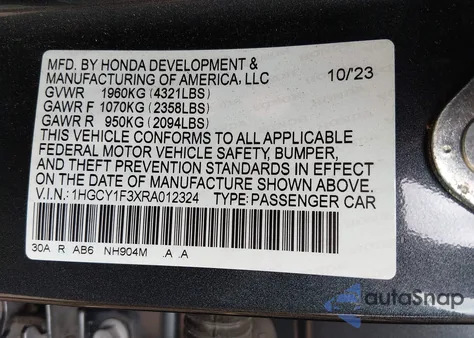 MFD. BY HONDA DEVELOPMENT &
MANUFACTURING OF AMERICA, LLC 10/'23
GVWR 1960KG (4321LBS)
GAWR F 1070KG (2358LBS)
GAWR R 950KG (2094LBS)
THIS VEHICLE CONFORMS TO ALL APPLICABLE
FEDERAL MOTOR VEHICLE SAFETY, BUMPER,
AND THEFT PREVENTION STANDARDS IN EFFECT
ON THE DATE OF MANUFACTURE SHOWN ABOVE.
V.I.N.: 1HGCY1F3XRA012324 TYPE: PASSENGER CAR
30A R AB6 NH904M .A .A
autoSnap